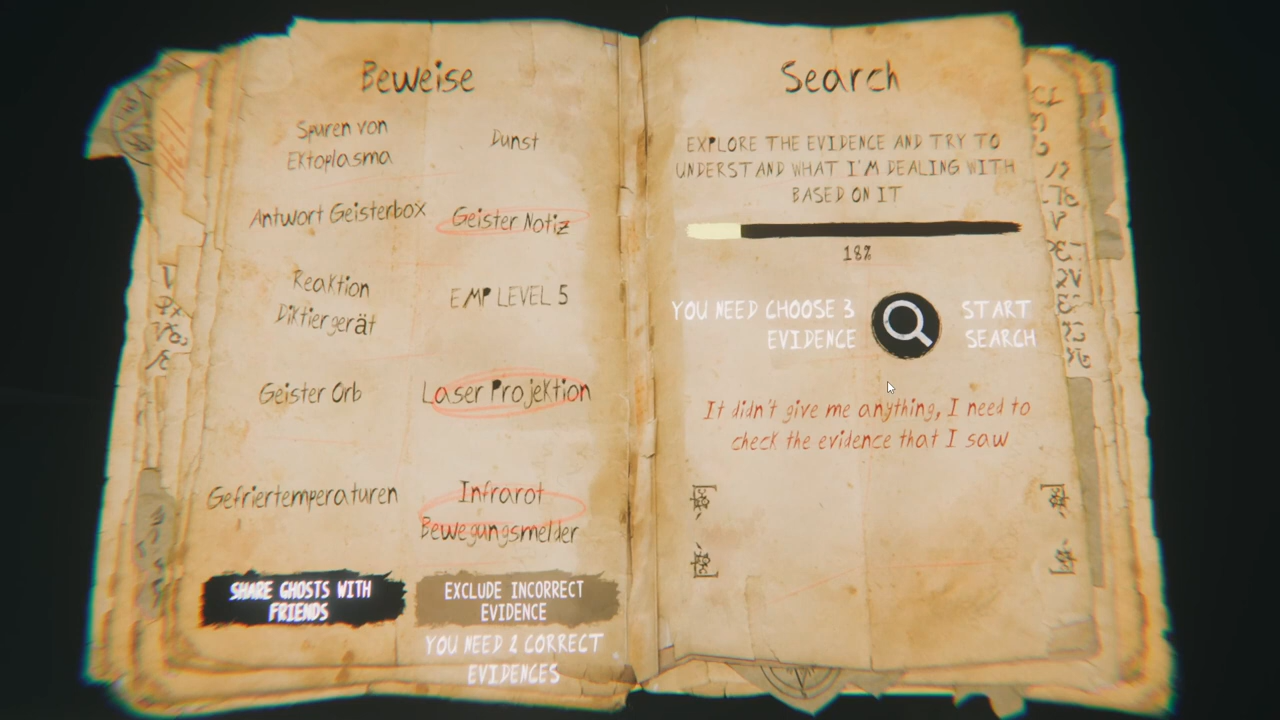 Beweise
Spuren von
Ektoplasma
Dunst
Antwort Geisterbox
Geister Notiz
Reaktion
Diktiergerät
EMP LEVEL 5
Geister Orb
Laser Projektion
Gefriertemperaturen
Infrarot
Bewegungsmelder
SHARE GHOSTS WITH
FRIENDS
EXCLUDE INCORRECT
EVIDENCE
YOU NEED 2 CORRECT
EVIDENCES
Search
EXPLORE THE EVIDENCE AND TRY TO
UNDERSTAND WHAT I'M DEALING WITH
BASED ON IT
18%
YOU NEED CHOOSE 3
EVIDENCE
START
SEARCH
It didn't give me anything, I need to
check the evidence that I saw